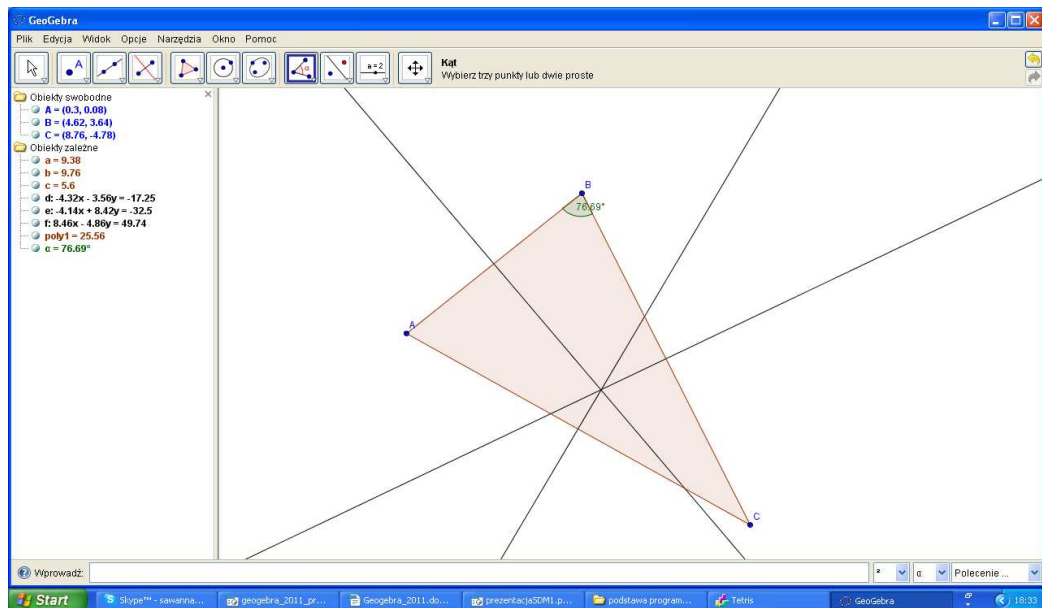 GeoGebra
Plik Edycja Widok Opcje Narzędzia Okno Pomoc
A
a = 2
Kąt
Wybierz trzy punkty lub dwie proste
Obiekty swobodne
A = (0.3, 0.08)
B = (4.62, 3.64)
C = (8.76, -4.78)
Obiekty zależne
a = 9.38
b = 9.76
c = 5.6
d: -4.32x - 3.56y = -17.25
e: -4.14x + 8.42y = -32.5
f: 8.46x - 4.86y = 49.74
poly1 = 25.56
α = 76.69°
B
76.69°
A
C
Wprowadź:
² α Polecenie ...
Start Skype™ - sawanna... geogebra_2011_pr... Geogebra_2011.do... prezentacjaSDM1.p... podstawa program... Tetris GeoGebra 18:33